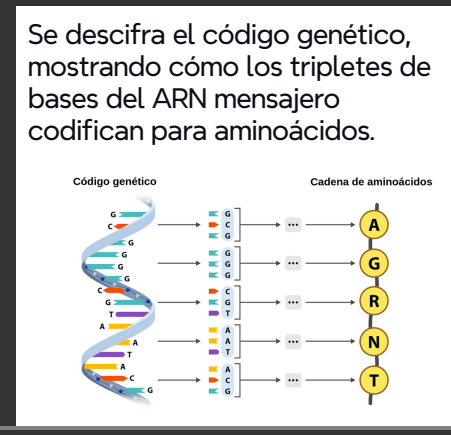 Se descifra el código genético,
mostrando cómo los tripletes de
bases del ARN mensajero
codifican para aminoácidos.
Código genético
Cadena de aminoácidos
G
C
G
G
G
G
C
G
T
A
A
T
A
C
G
G
C
G
...
A
G
G
G
...
G
C
G
T
...
R
A
A
T
...
N
A
C
G
...
T